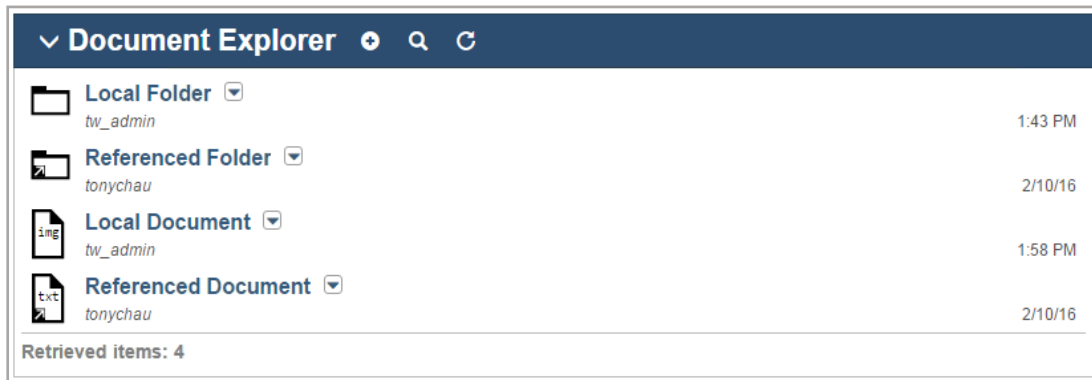 Document Explorer
Local Folder
tw_admin 1:43 PM
Referenced Folder
tonychau 2/10/16
img
Local Document
tw_admin 1:58 PM
txt
Referenced Document
tonychau 2/10/16
Retrieved items: 4